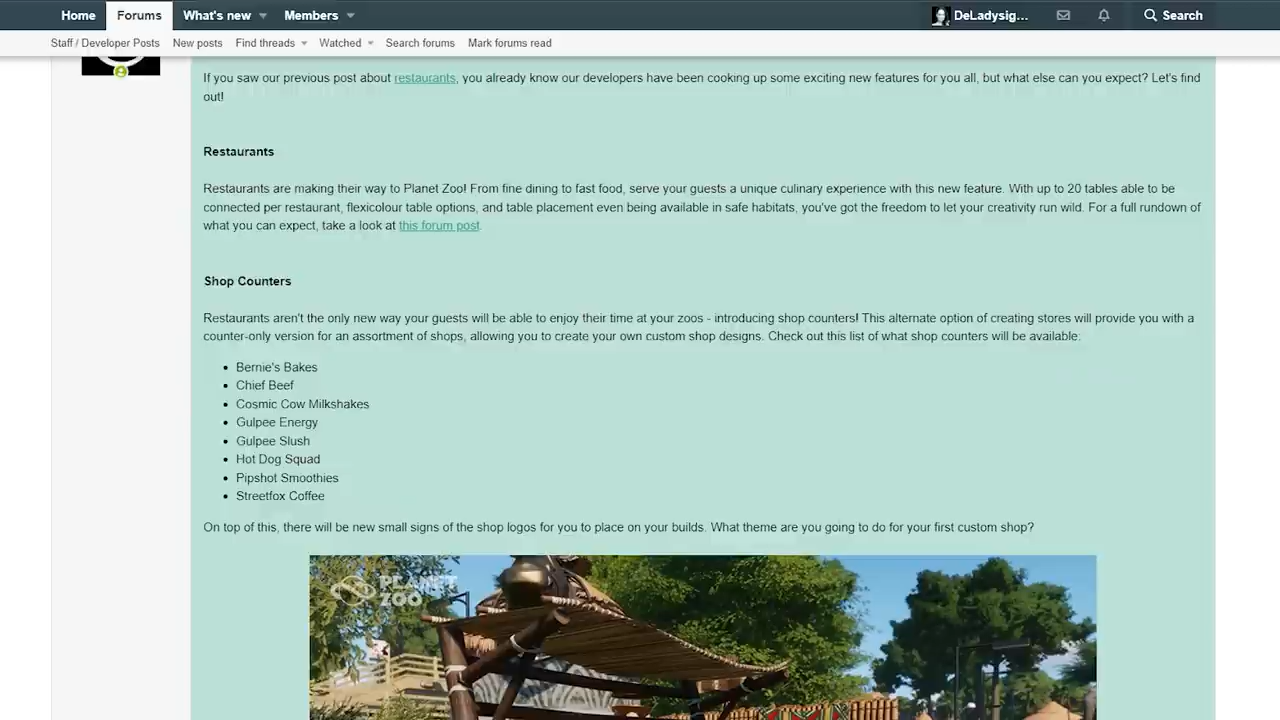 Home Forums What's new Members DeLadysig... Search
Staff / Developer Posts New posts Find threads Watched Search forums Mark forums read
If you saw our previous post about restaurants, you already know our developers have been cooking up some exciting new features for you all, but what else can you expect? Let's find
out!
Restaurants
Restaurants are making their way to Planet Zoo! From fine dining to fast food, serve your guests a unique culinary experience with this new feature. With up to 20 tables able to be
connected per restaurant, flexicolour table options, and table placement even being available in safe habitats, you've got the freedom to let your creativity run wild. For a full rundown of
what you can expect, take a look at this forum post.
Shop Counters
Restaurants aren't the only new way your guests will be able to enjoy their time at your zoos - introducing shop counters! This alternate option of creating stores will provide you with a
counter-only version for an assortment of shops, allowing you to create your own custom shop designs. Check out this list of what shop counters will be available:
• Bernie's Bakes
• Chief Beef
• Cosmic Cow Milkshakes
• Gulpee Energy
• Gulpee Slush
• Hot Dog Squad
• Pipshot Smoothies
• Streetfox Coffee
On top of this, there will be new small signs of the shop logos for you to place on your builds. What theme are you going to do for your first custom shop?
PLANET
ZOO